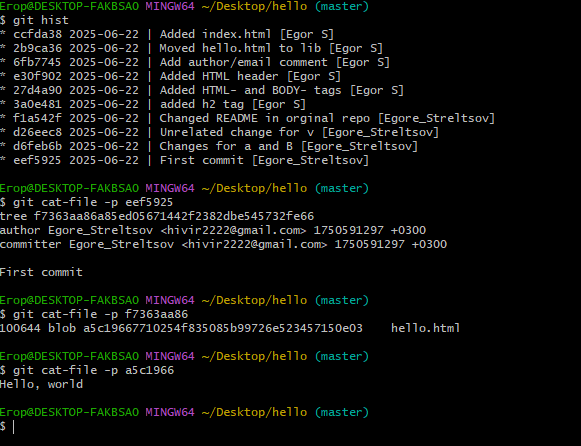 Егор@DESKTOP-FAKBSAO MINGW64 ~/Desktop/hello (master)
$ git hist
* ccfda38 2025-06-22 | Added index.html [Egor S]
* 2b9ca36 2025-06-22 | Moved hello.html to lib [Egor S]
* 6fb7745 2025-06-22 | Add author/email comment [Egor S]
* e30f902 2025-06-22 | Added HTML header [Egor S]
* 27d4a90 2025-06-22 | Added HTML- and BODY- tags [Egor S]
* 3a0e481 2025-06-22 | added h2 tag [Egor S]
* f1a542f 2025-06-22 | Changed README in orginal repo [Egore_Streltsov]
* d26eec8 2025-06-22 | Unrelated change for v [Egore_Streltsov]
* d6feb6b 2025-06-22 | Changes for a and B [Egore_Streltsov]
* eef5925 2025-06-22 | First commit [Egore_Streltsov]
Егор@DESKTOP-FAKBSAO MINGW64 ~/Desktop/hello (master)
$ git cat-file -p eef5925
tree f7363aa86a85ed05671442f2382dbe545732fe66
author Egore_Streltsov <hivir2222@gmail.com> 1750591297 +0300
committer Egore_Streltsov <hivir2222@gmail.com> 1750591297 +0300
First commit
Егор@DESKTOP-FAKBSAO MINGW64 ~/Desktop/hello (master)
$ git cat-file -p f7363aa86
100644 blob a5c19667710254f835085b99726e523457150e03    hello.html
Егор@DESKTOP-FAKBSAO MINGW64 ~/Desktop/hello (master)
$ git cat-file -p a5c1966
Hello, world
Егор@DESKTOP-FAKBSAO MINGW64 ~/Desktop/hello (master)
$